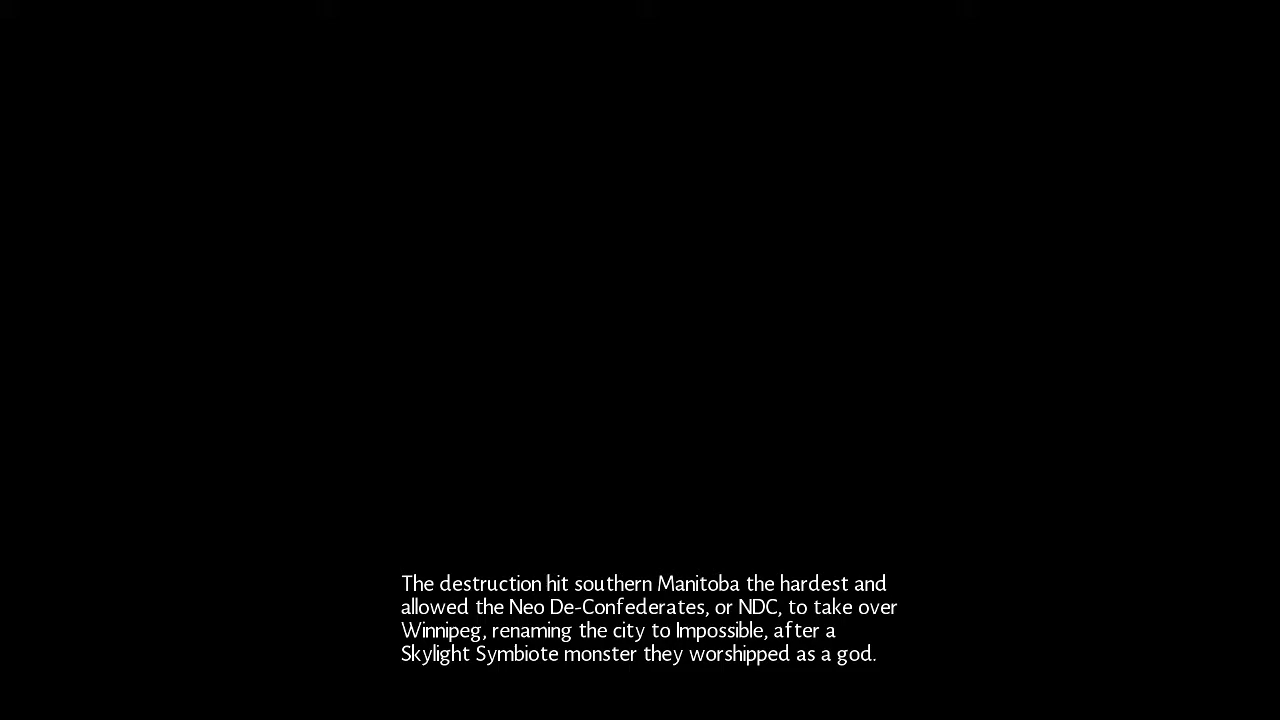 The destruction hit southern Manitoba the hardest and
allowed the Neo De-Confederates, or NDC, to take over
Winnipeg, renaming the city to Impossible, after a
Skylight Symbiote monster they worshipped as a god.